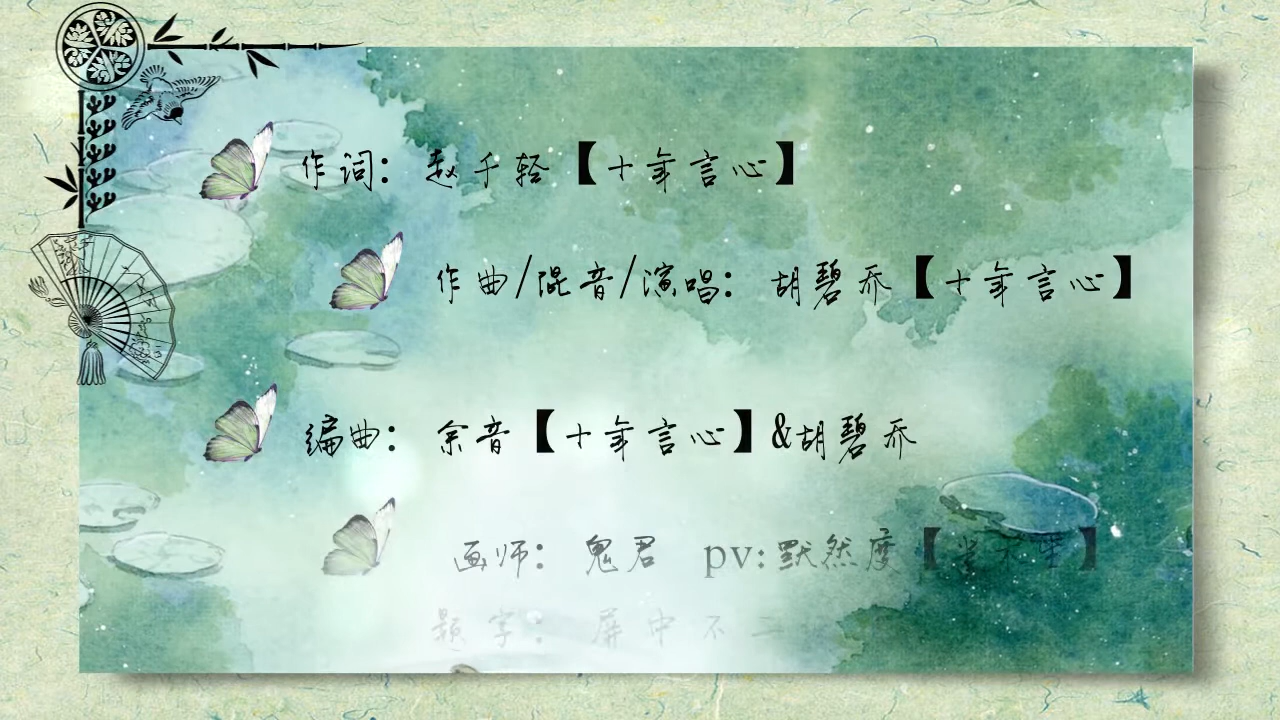 作词：赵千轻【十年言心】
作曲/混音/演唱：胡碧乔【十年言心】
编曲：余音【十年言心】&胡碧乔
画师：鬼君 pv:默然度
题字：屏中不二